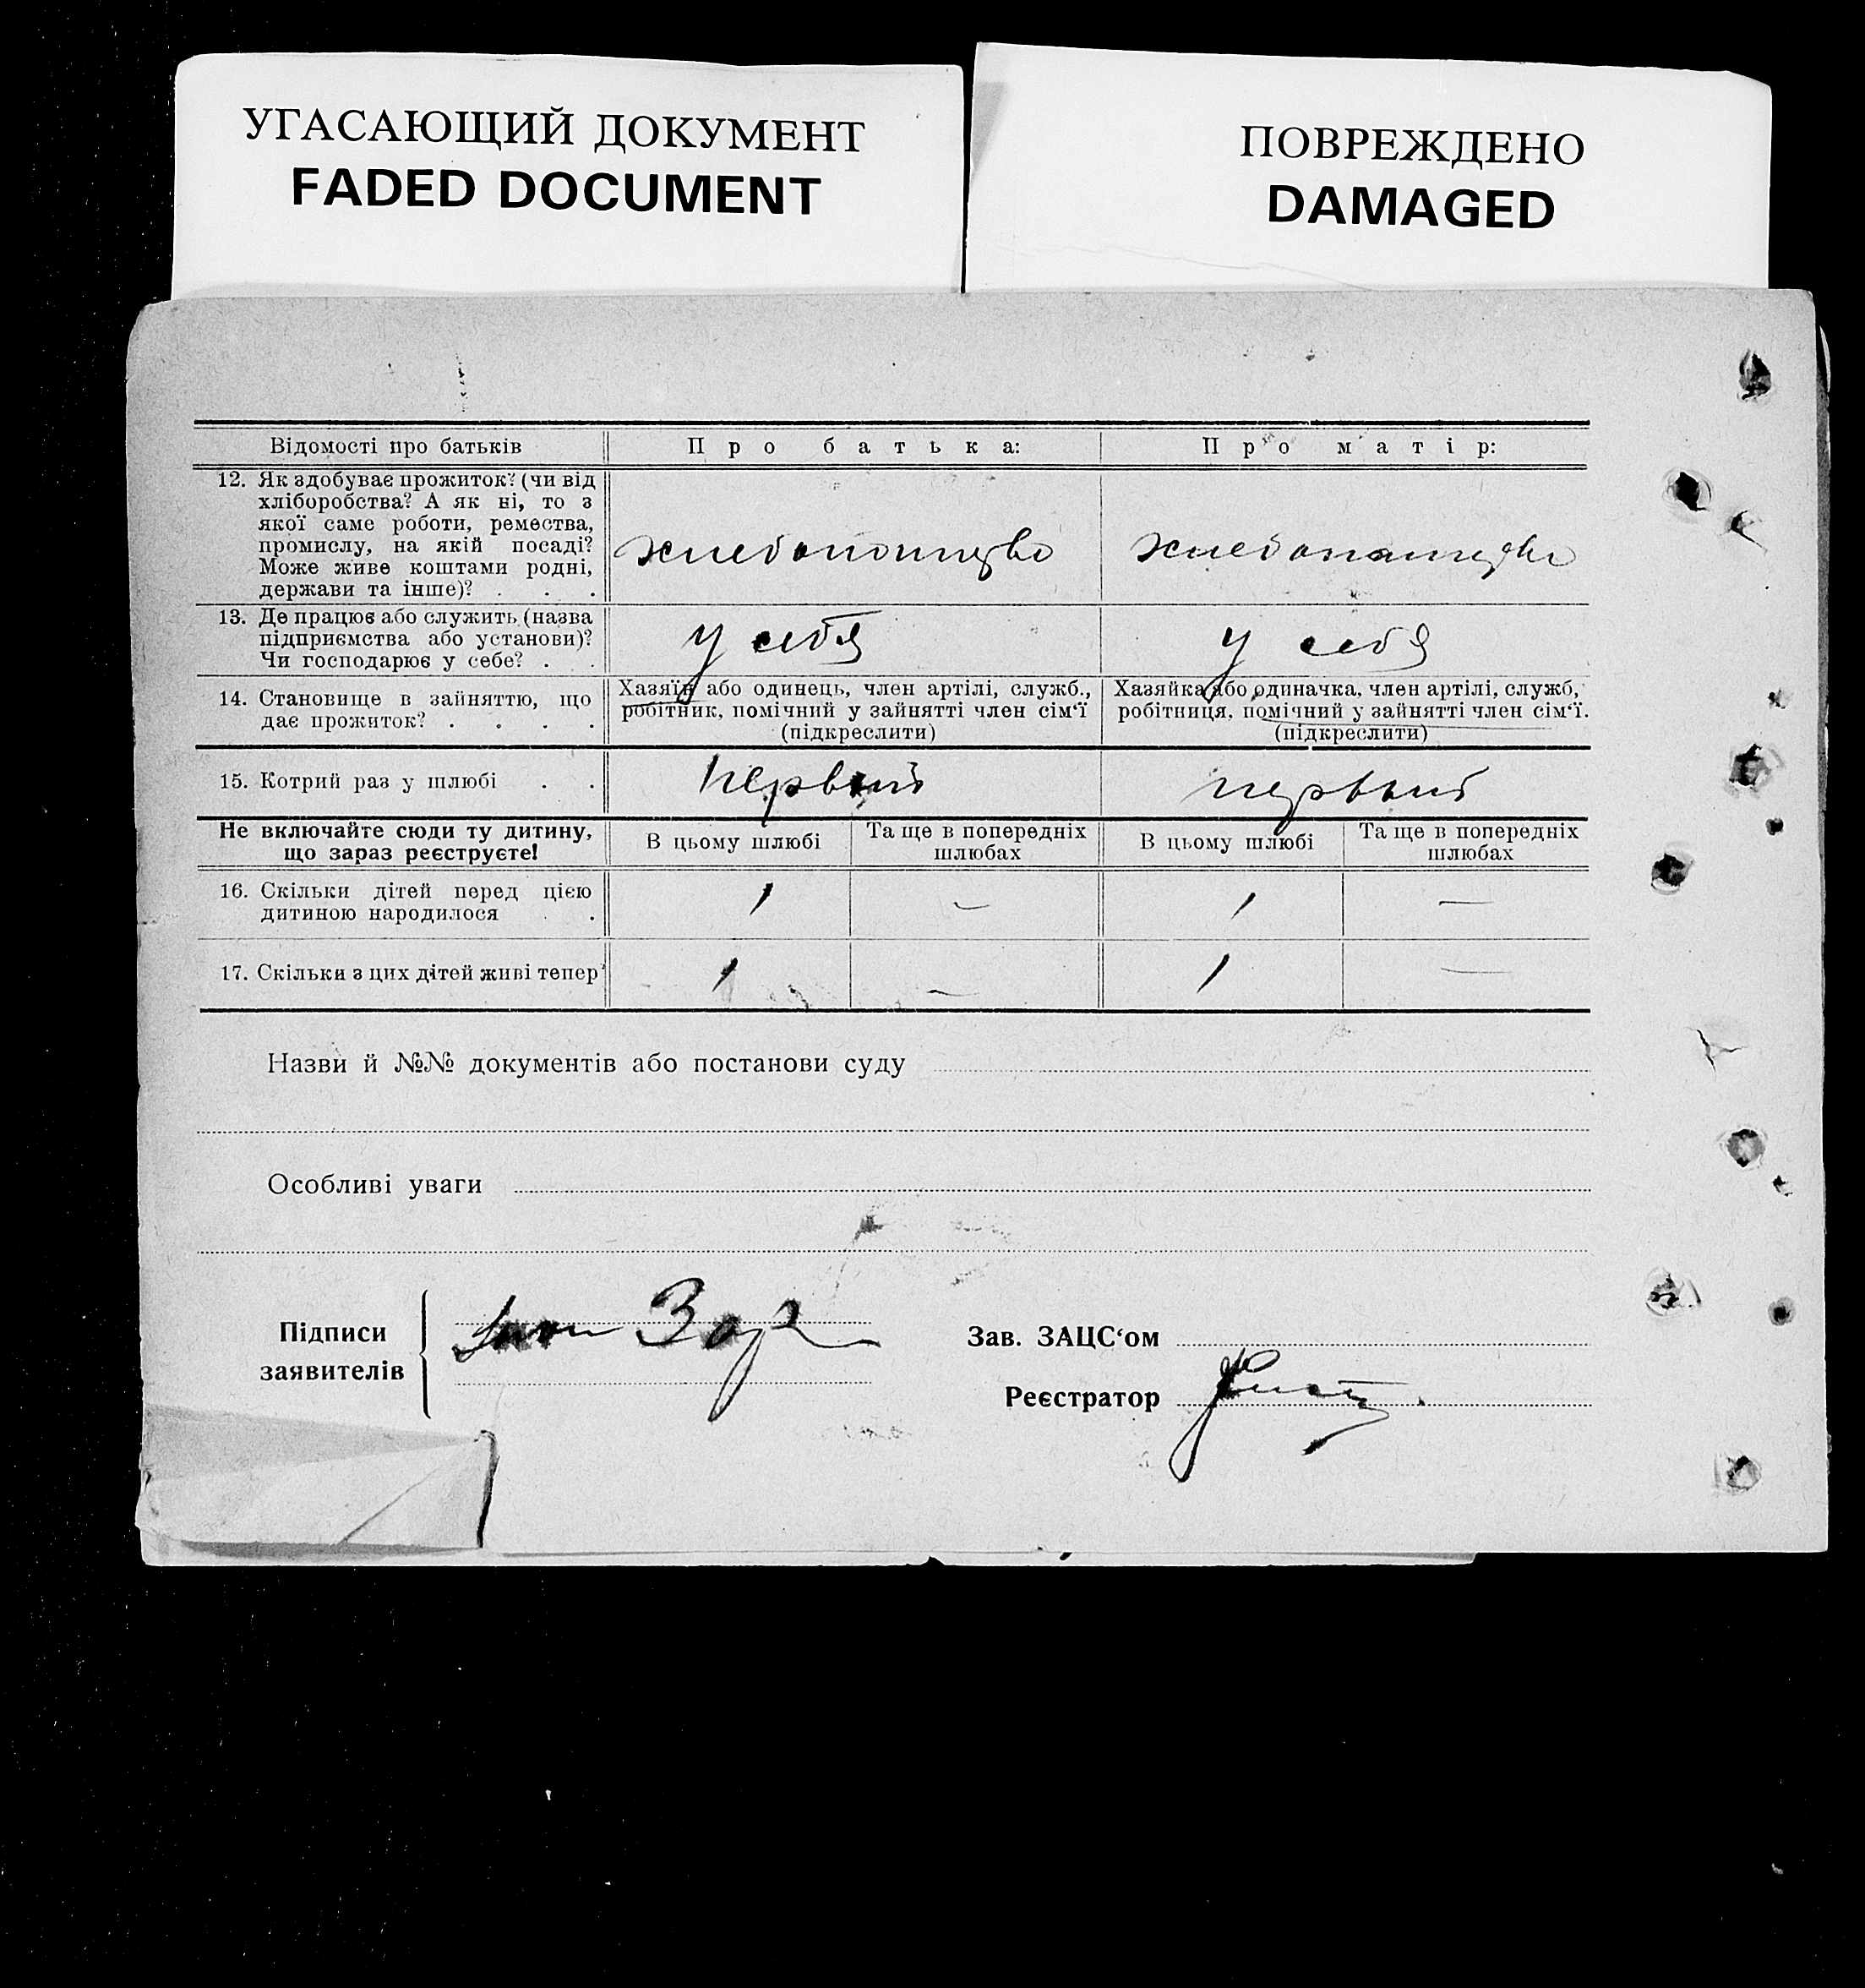 УГАСАЮЩИЙ ДОКУМЕНТ
FADED DOCUMENT
ПОВРЕЖДЕНО
DAMAGED
Відомості про батьків
Про батька:
Про матір:
12. Як здобуває прожиток? (чи від
хліборобства? А як ні, то з
якої саме роботи, ремества,
промислу, на якій посаді?
Може живе коштами родні,
держави та інше)? . . .
13. Де працює або служить (назва
підприємства або установи)?
Чи господарює у себе? . .
у себя
у себя
14. Становище в зайняттю, що
дає прожиток? . . . .
Хазяїн або одинець, член артілі, служб.,
робітник, помічний у зайнятті член сім‘ї
(підкреслити)
Хазяйка або одиначка, член артілі, служб,
робітниця, помічний у зайнятті член сім‘ї.
(підкреслити)
15. Котрий раз у шлюбі . .
первый
первый
Не включайте сюди ту дитину,
що зараз реєструєте!
В цьому шлюбі
Та ще в попередніх
шлюбах
В цьому шлюбі
Та ще в попередніх
шлюбах
16. Скільки дітей перед цією
дитиною народилося . .
1 — 1 —
17. Скільки з цих дітей живі тепер
1 — 1 —
Назви й №№ документів або постанови суду
Особливі уваги
Підписи
заявителів
Зав. ЗАЦС‘ом
Реєстратор